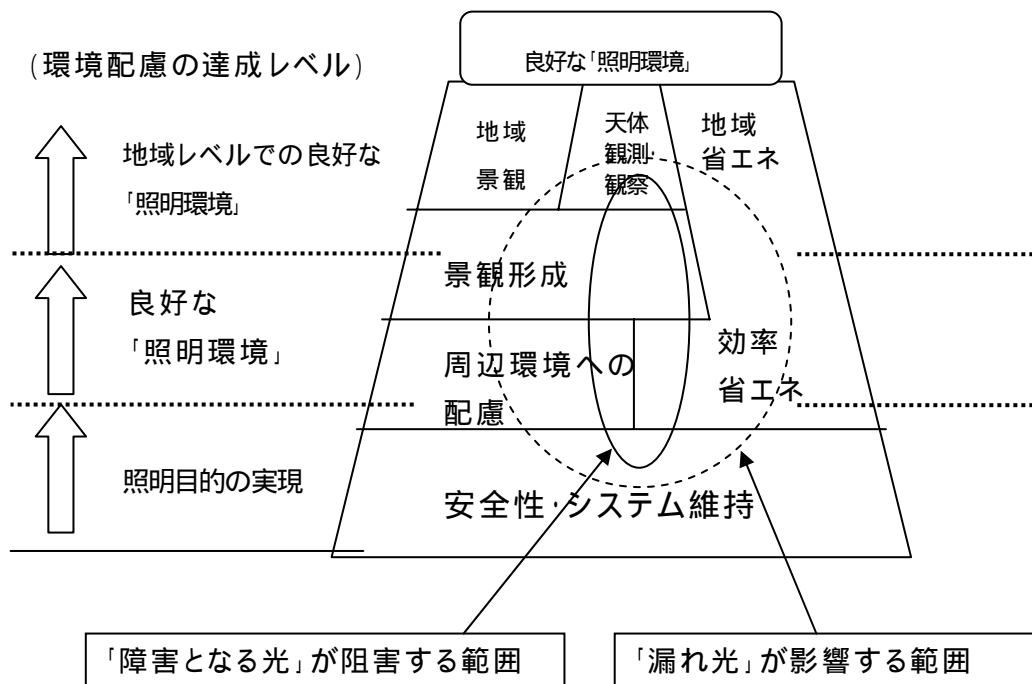 良好な「照明環境」
(環境配慮の達成レベル)
地域レベルでの良好な
「照明環境」
地域
景観
天体
観測・
観察
地域
省エネ
良好な
「照明環境」
景観形成
周辺環境への
配慮
効率
省エネ
照明目的の実現
安全性・システム維持
「障害となる光」が阻害する範囲
「漏れ光」が影響する範囲